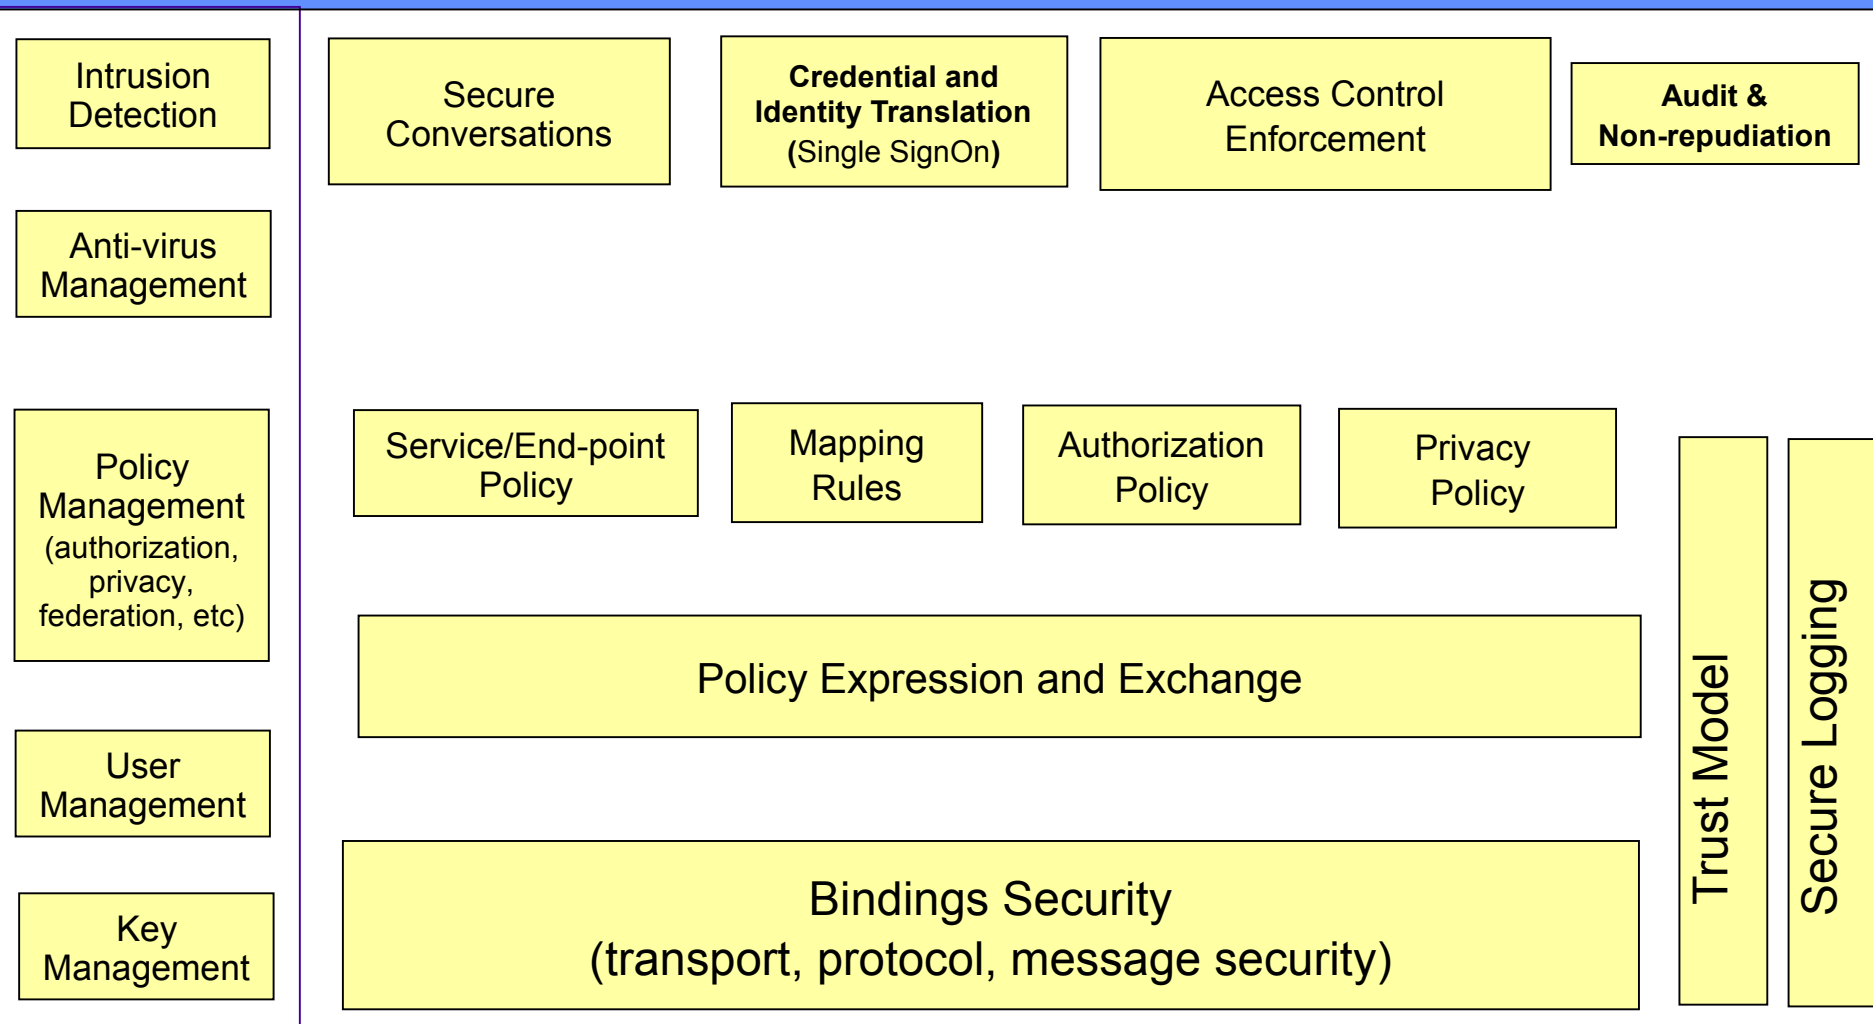 Intrusion
Detection
Secure
Conversations
Credential and
Identity Translation
(Single SignOn)
Access Control
Enforcement
Audit &
Non-repudiation
Anti-virus
Management
Policy
Management
(authorization,
privacy,
federation, etc)
Service/End-point
Policy
Mapping
Rules
Authorization
Policy
Privacy
Policy
Policy Expression and Exchange
Trust Model
Secure Logging
User
Management
Key
Management
Bindings Security
(transport, protocol, message security)